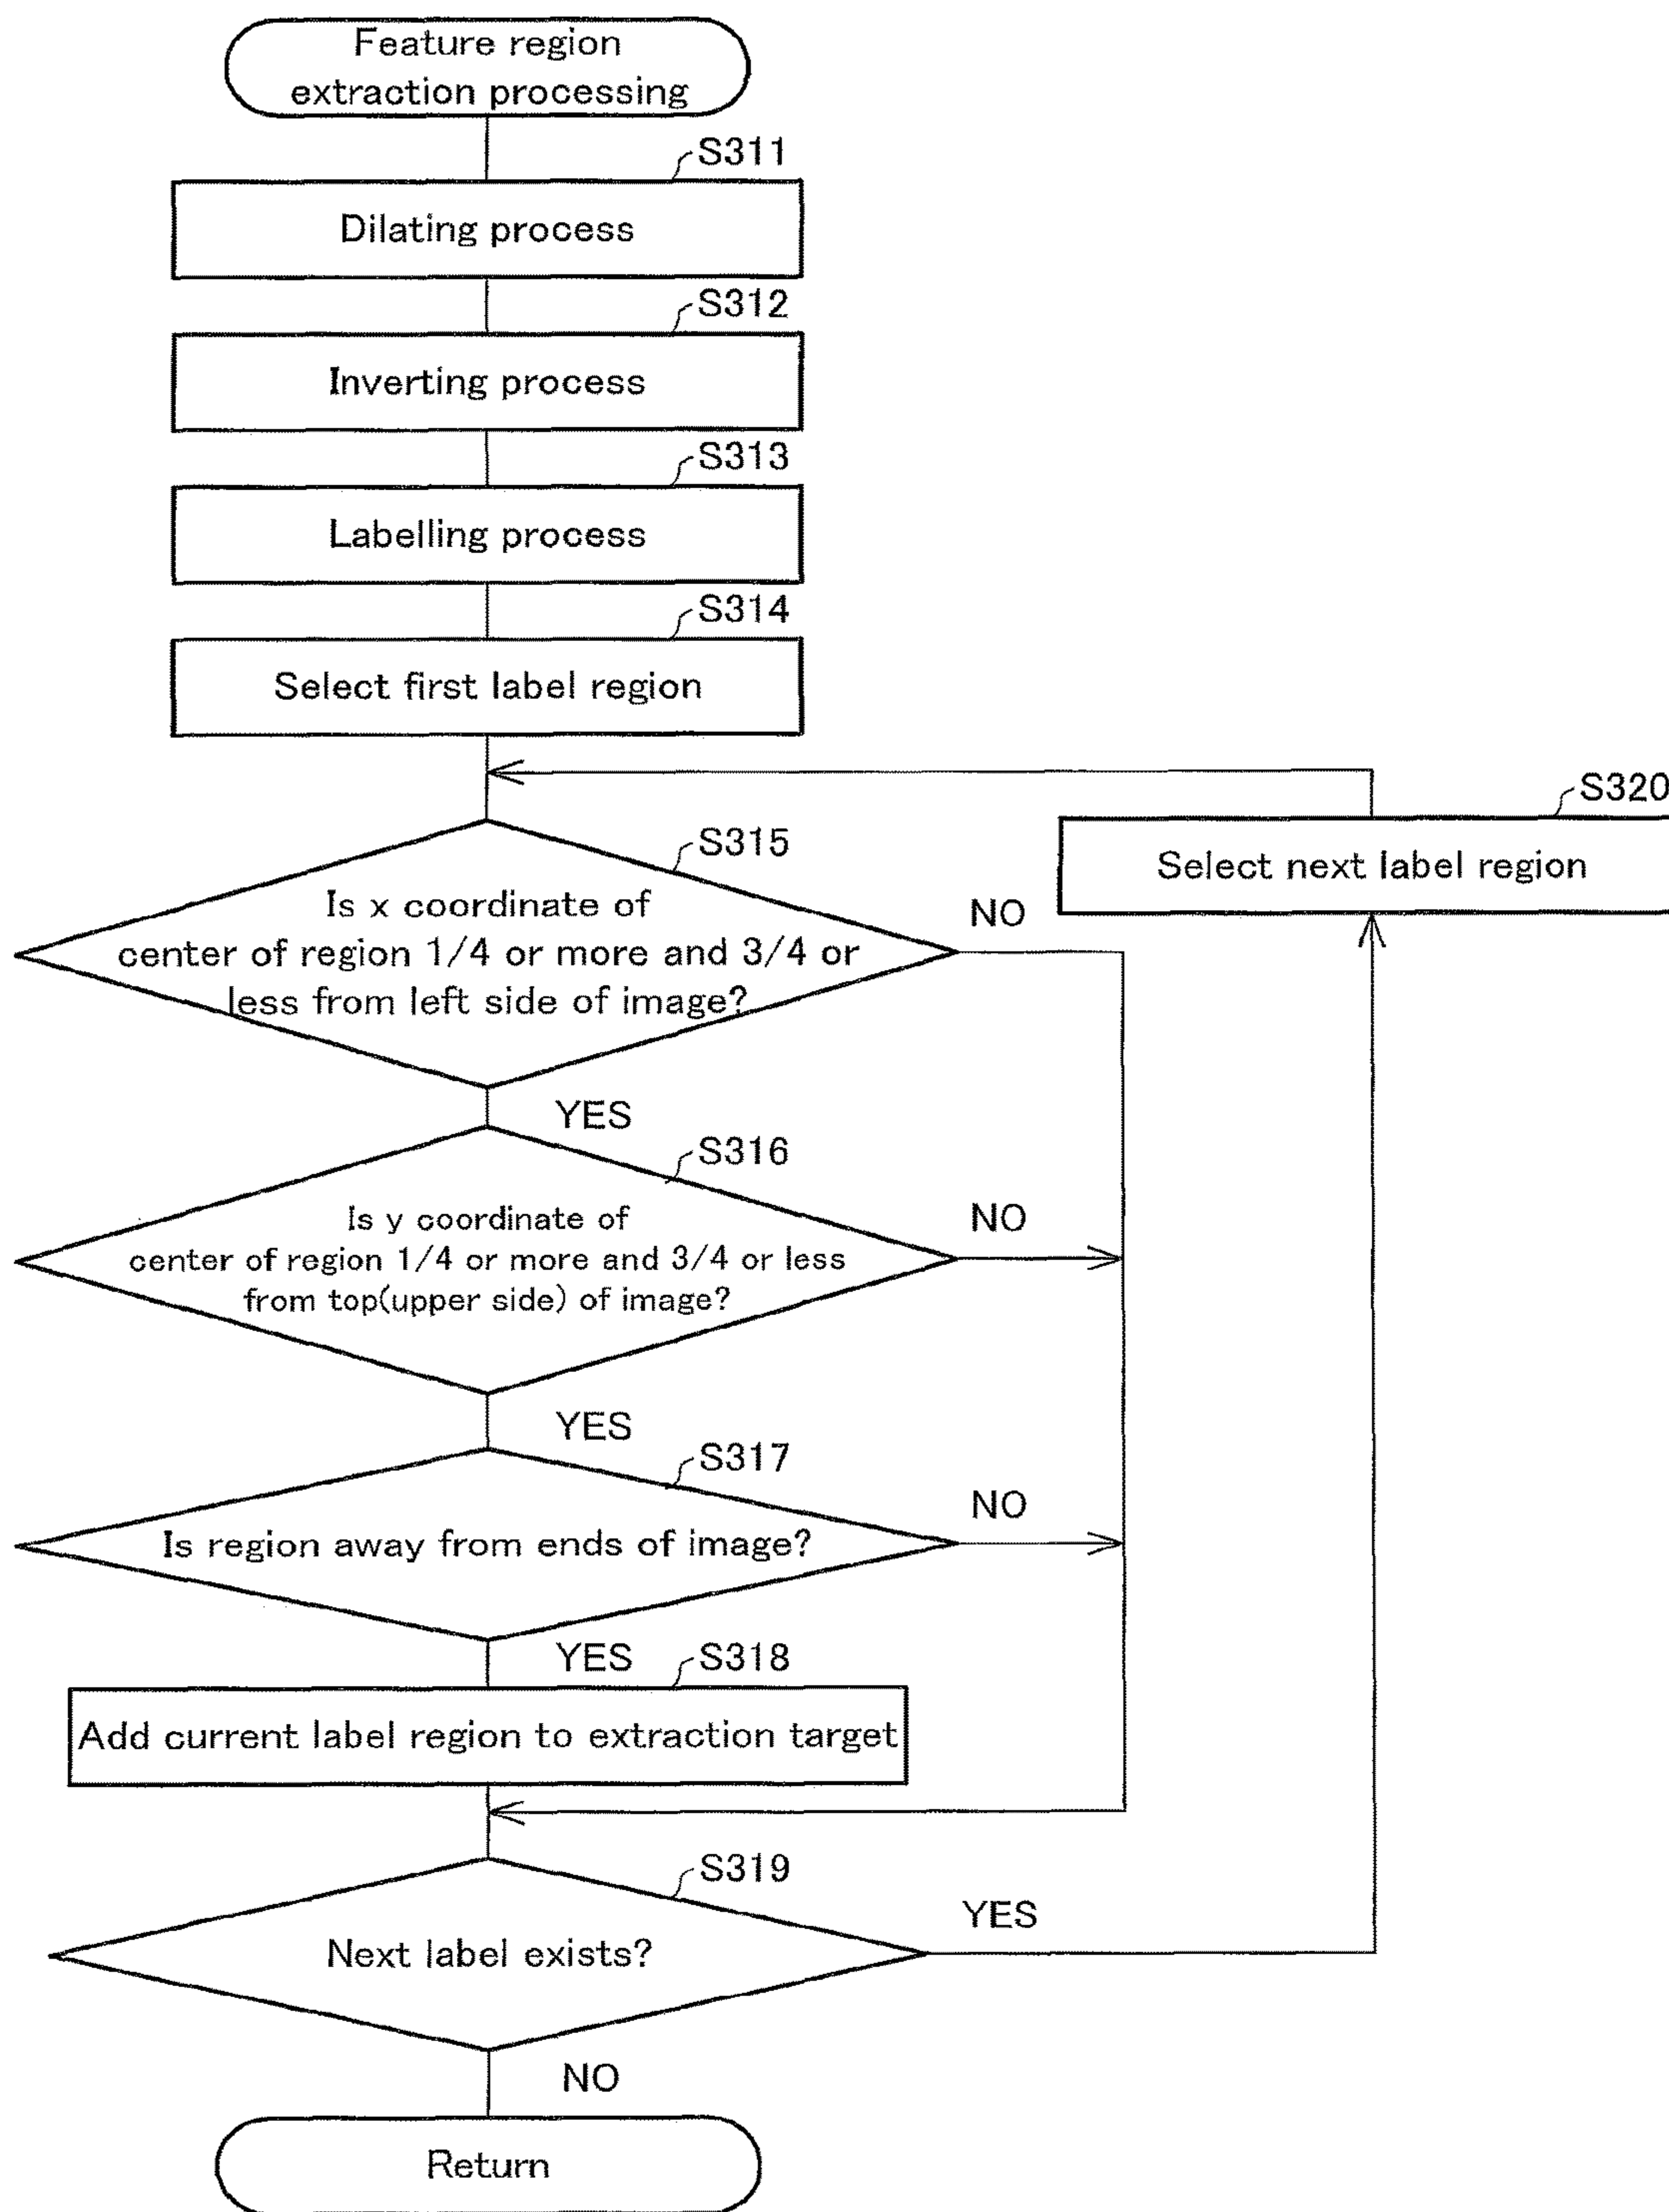 Feature region
extraction processing
S311
Dilating process
S312
Inverting process
S313
Labelling process
S314
Select first label region
S320
Select next label region
S315
Is x coordinate of
center of region 1/4 or more and 3/4 or
less from left side of image?
NO
YES
S316
Is y coordinate of
center of region 1/4 or more and 3/4 or less
from top(upper side) of image?
NO
YES
S317
Is region away from ends of image?
NO
YES
S318
Add current label region to extraction target
S319
Next label exists?
YES
NO
Return